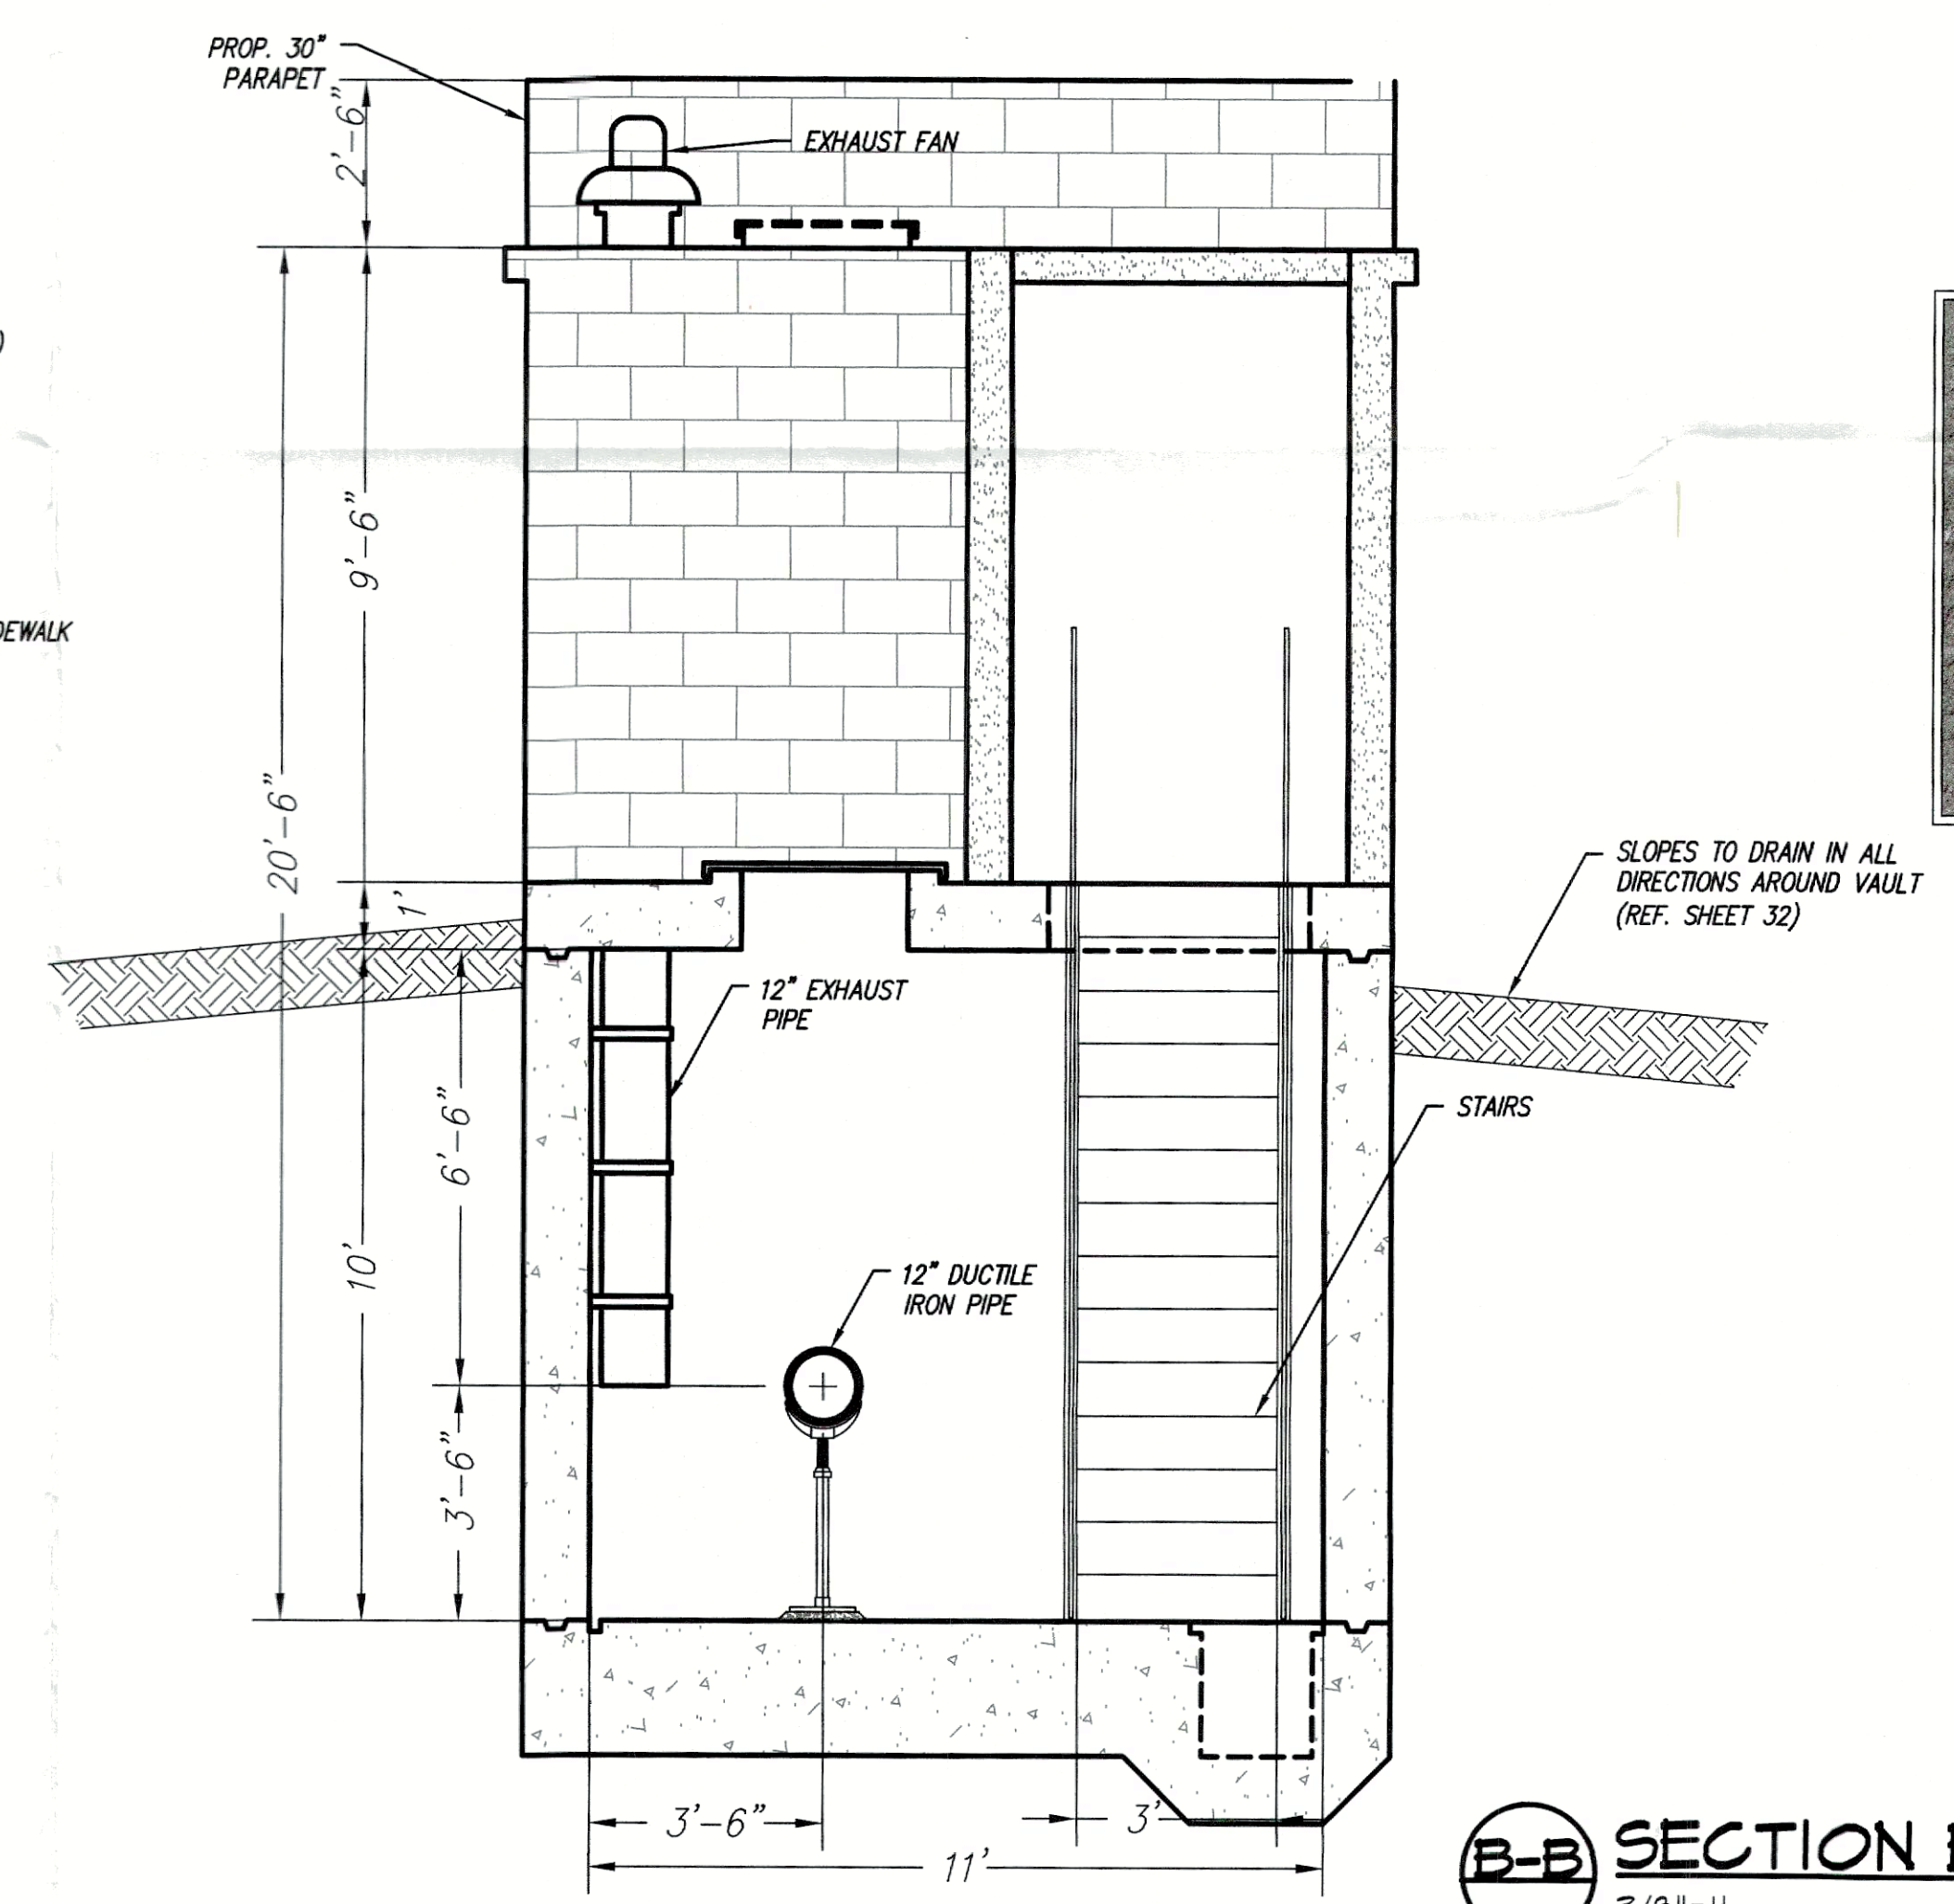 PROP. 30"
PARAPET
2'-6"
EXHAUST FAN
9'-6"
20'-6"
DEWALK
1'
SLOPES TO DRAIN IN ALL
DIRECTIONS AROUND VAULT
(REF. SHEET 32)
12" EXHAUST
PIPE
6'-6"
STAIRS
10'
12" DUCTILE
IRON PIPE
3'-6"
3'-6"
3'
11'
B-B
SECTION